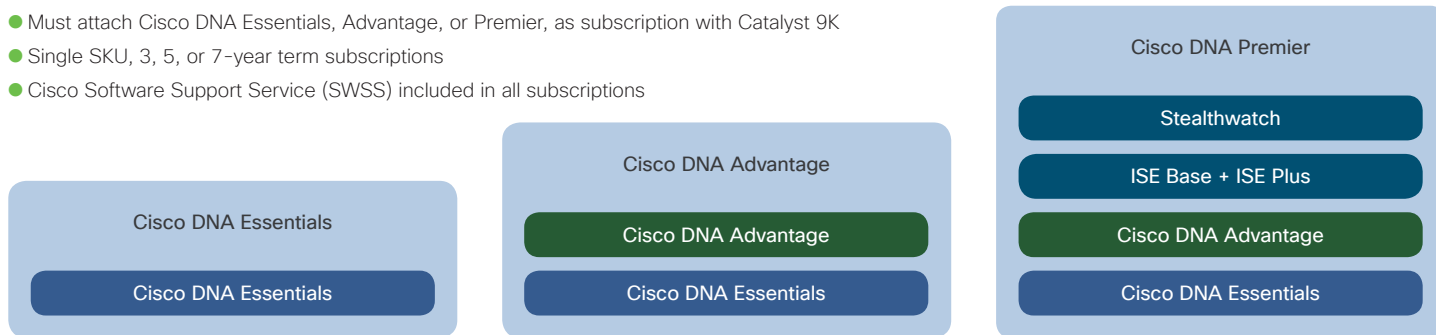 ● Must attach Cisco DNA Essentials, Advantage, or Premier, as subscription with Catalyst 9K
● Single SKU, 3, 5, or 7-year term subscriptions
● Cisco Software Support Service (SWSS) included in all subscriptions
Cisco DNA Essentials
Cisco DNA Essentials
Cisco DNA Advantage
Cisco DNA Advantage
Cisco DNA Essentials
Cisco DNA Premier
Stealthwatch
ISE Base + ISE Plus
Cisco DNA Advantage
Cisco DNA Essentials